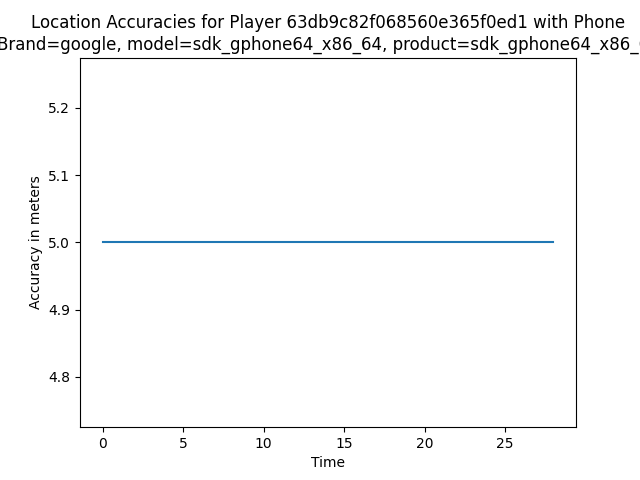 Location Accuracies for Player 63db9c82f068560e365f0ed1 with Phone
Brand=google, model=sdk_gphone64_x86_64, product=sdk_gphone64_x86_
5.2
5.1
5.0
4.9
4.8
Accuracy in meters
0 5 10 15 20 25
Time